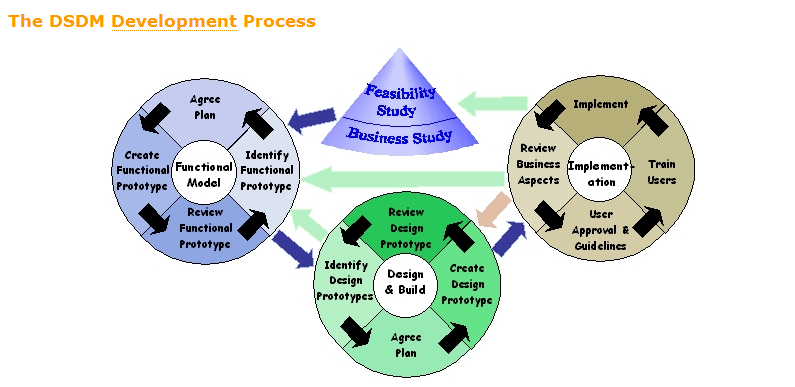 The DSDM Development Process
Feasibility
Study
Business Study
Agree
Plan
Create
Functional
Prototype
Functional
Model
Identify
Functional
Prototype
Review
Functional
Prototype
Review
Design
Prototype
Identify
Design
Prototypes
Design
& Build
Create
Design
Prototype
Agree
Plan
Implement
Review
Business
Aspects
Implement-
ation
Train
Users
User
Approval &
Guidelines